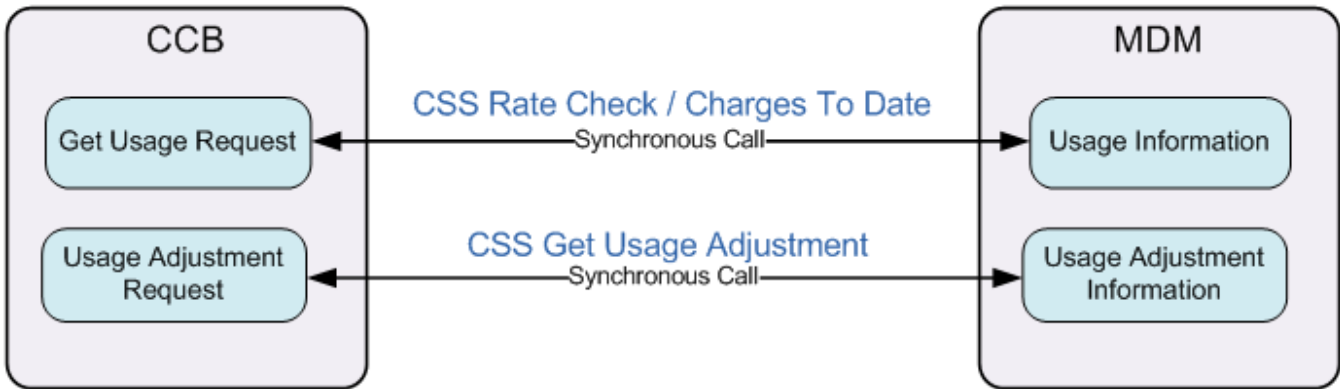 CCB
MDM
CSS Rate Check / Charges To Date
Get Usage Request
Synchronous Call
Usage Information
CSS Get Usage Adjustment
Usage Adjustment
Request
Synchronous Call
Usage Adjustment
Information